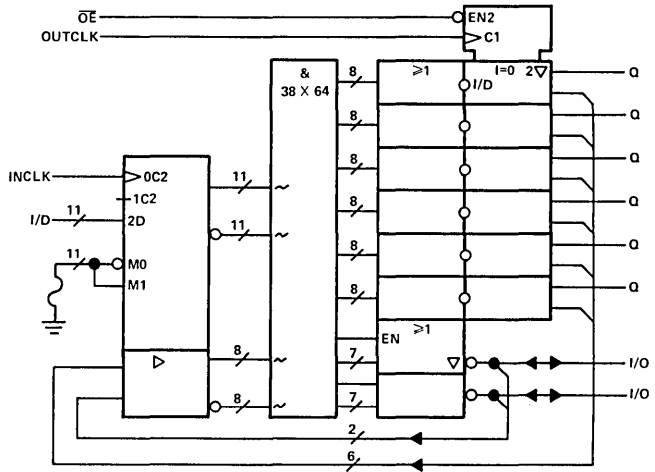 OE EN2
OUTCLK C1
& 38 X 64
8 ≥1 I=0 2▽ Q
I/D
8 Q
8 Q
8 Q
8 Q
8 Q
INCLK 0C2
1C2
I/D 11 2D
11 M0
M1
11 ~
11 ~
EN ≥1
8 ~ 7 ▽ I/O
8 ~ 7 I/O
2
6